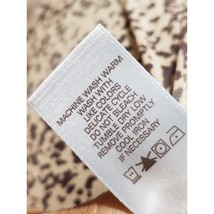 MACHINE WASH WARM
WASH WITH
LIKE COLORS
DELICATE CYCLE
DO NOT BLEACH
TUMBLE DRY LOW
REMOVE PROMPTLY
COOL IRON
IF NECESSARY